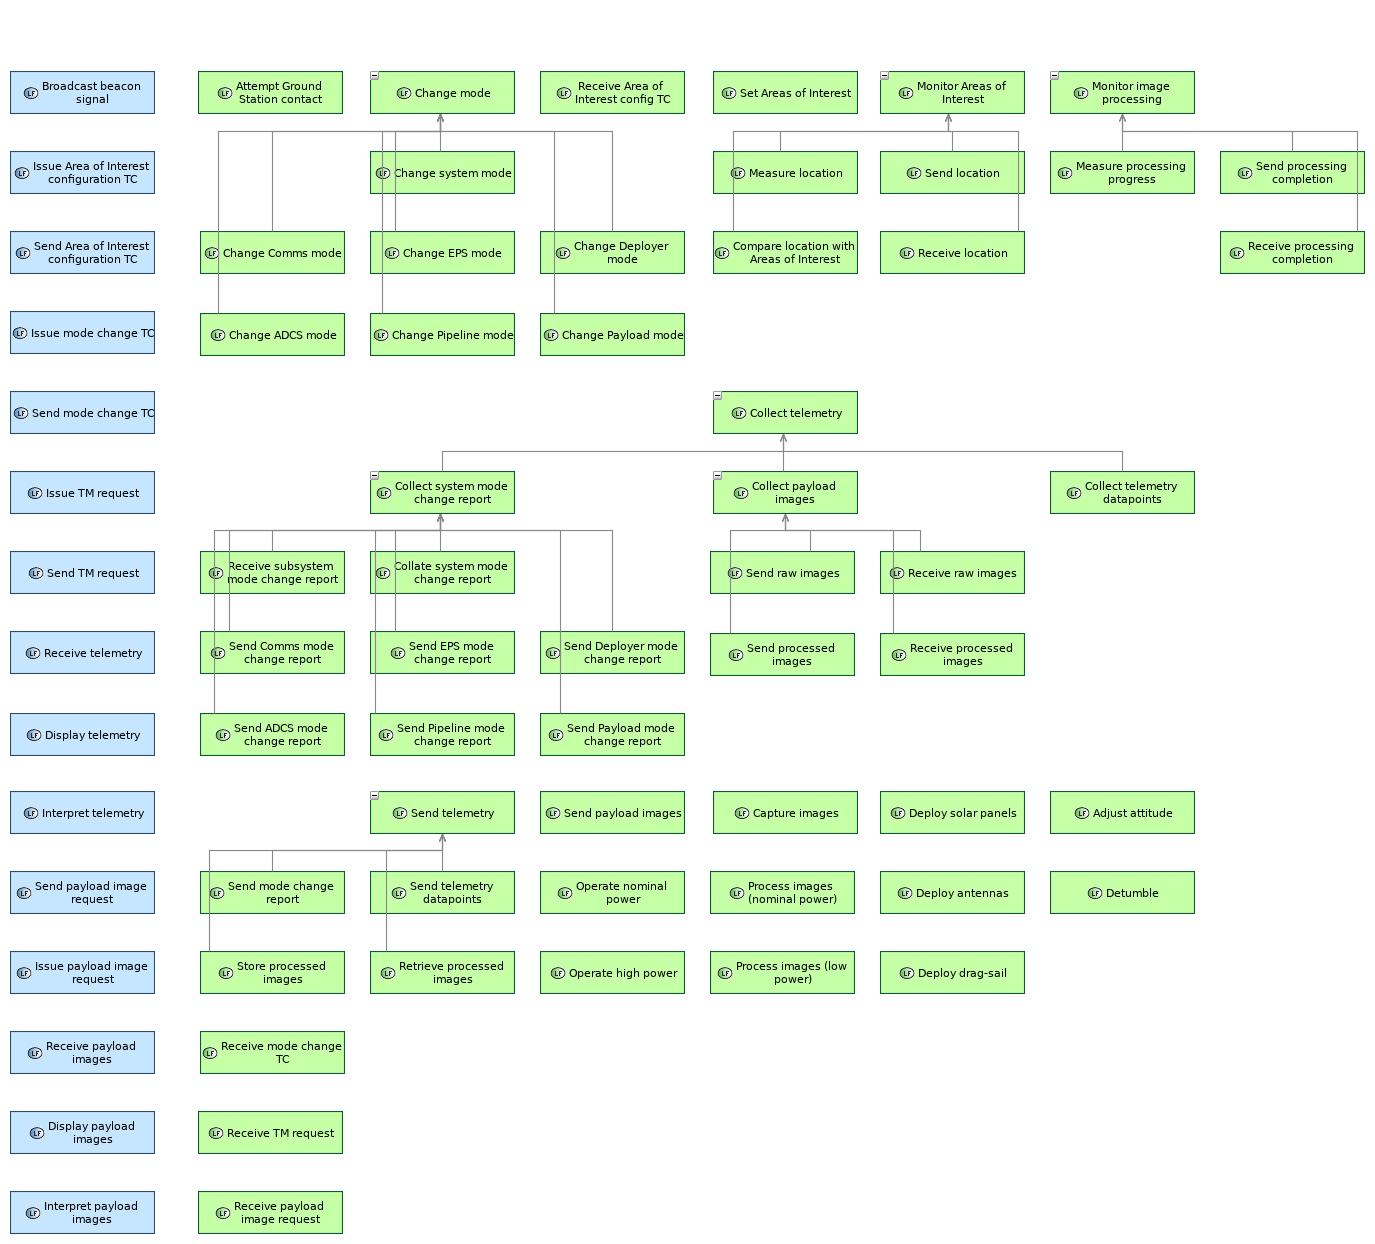 LF Broadcast beacon
signal
LF Attempt Ground
Station contact
LF Change mode
LF Receive Area of
Interest config TC
LF Set Areas of Interest
LF Monitor Areas of
Interest
LF Monitor image
processing
LF Issue Area of Interest
configuration TC
LF Change system mode
LF Measure location
LF Send location
LF Measure processing
progress
LF Send processing
completion
LF Send Area of Interest
configuration TC
LF Change Comms mode
LF Change EPS mode
LF Change Deployer
mode
LF Compare location with
Areas of Interest
LF Receive location
LF Receive processing
completion
LF Issue mode change TC
LF Change ADCS mode
LF Change Pipeline mode
LF Change Payload mode
LF Send mode change TC
LF Collect telemetry
LF Issue TM request
LF Collect system mode
change report
LF Collect payload
images
LF Collect telemetry
datapoints
LF Send TM request
LF Receive subsystem
mode change report
LF Collate system mode
change report
LF Send raw images
LF Receive raw images
LF Receive telemetry
LF Send Comms mode
change report
LF Send EPS mode
change report
LF Send Deployer mode
change report
LF Send processed
images
LF Receive processed
images
LF Display telemetry
LF Send ADCS mode
change report
LF Send Pipeline mode
change report
LF Send Payload mode
change report
LF Interpret telemetry
LF Send telemetry
LF Send payload images
LF Capture images
LF Deploy solar panels
LF Adjust attitude
LF Send payload image
request
LF Send mode change
report
LF Send telemetry
datapoints
LF Operate nominal
power
LF Process images
(nominal power)
LF Deploy antennas
LF Detumble
LF Issue payload image
request
LF Store processed
images
LF Retrieve processed
images
LF Operate high power
LF Process images (low
power)
LF Deploy drag-sail
LF Receive payload
images
LF Receive mode change
TC
LF Display payload
images
LF Receive TM request
LF Interpret payload
images
LF Receive payload
image request